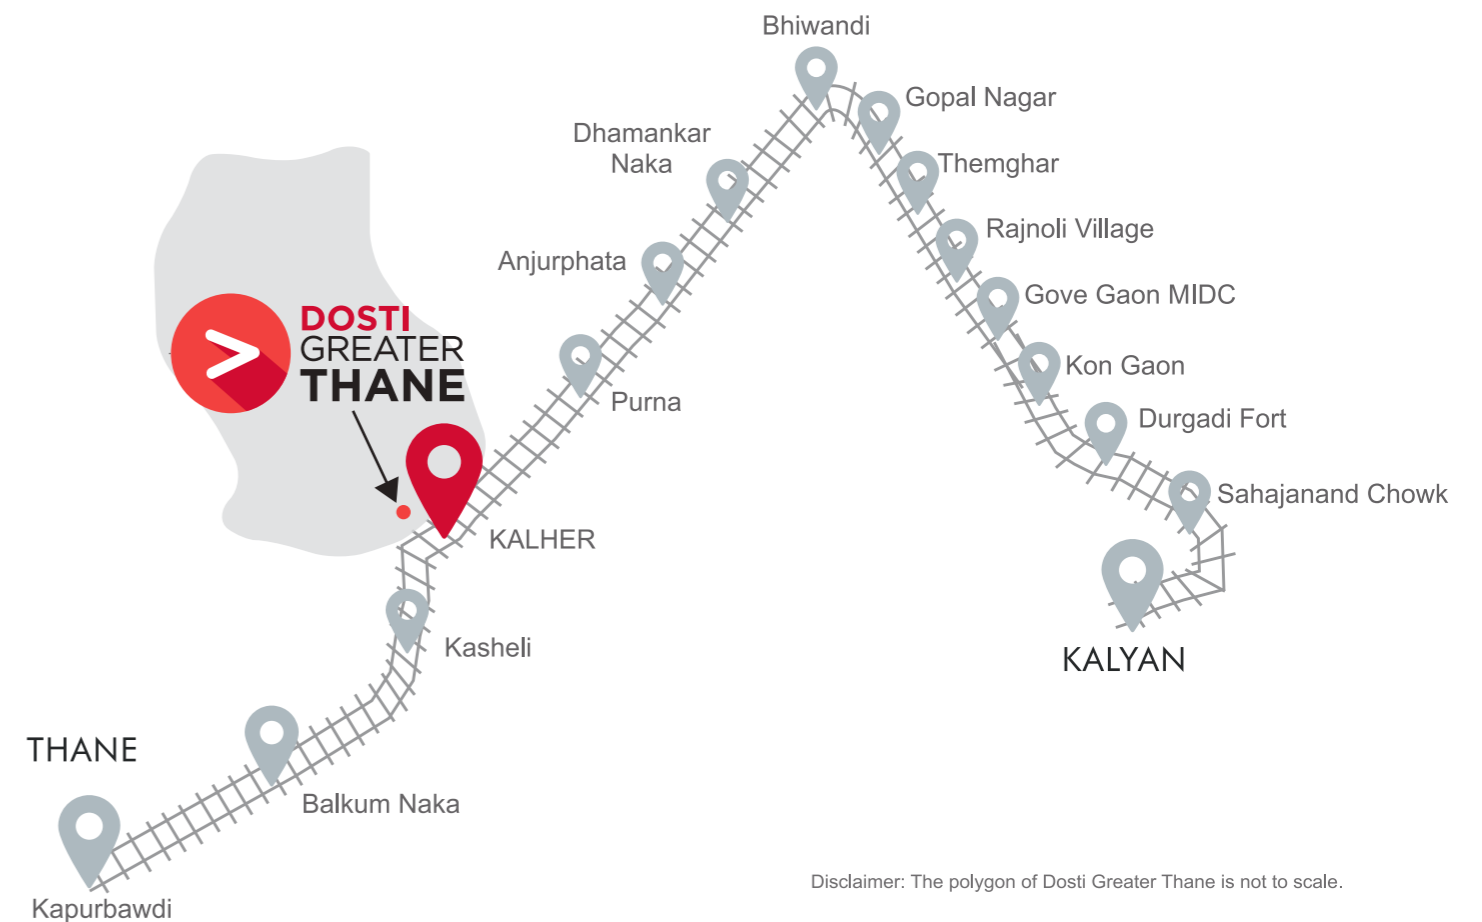 Bhiwandi
Gopal Nagar
Dhamankar
Naka
Themghar
Rajnoli Village
Anjurphata
Gove Gaon MIDC
DOSTI
GREATER
THANE
Kon Gaon
Purna
Durgadi Fort
Sahajanand Chowk
KALHER
Kasheli
KALYAN
THANE
Balkum Naka
Disclaimer: The polygon of Dosti Greater Thane is not to scale.
Kapurbawdi